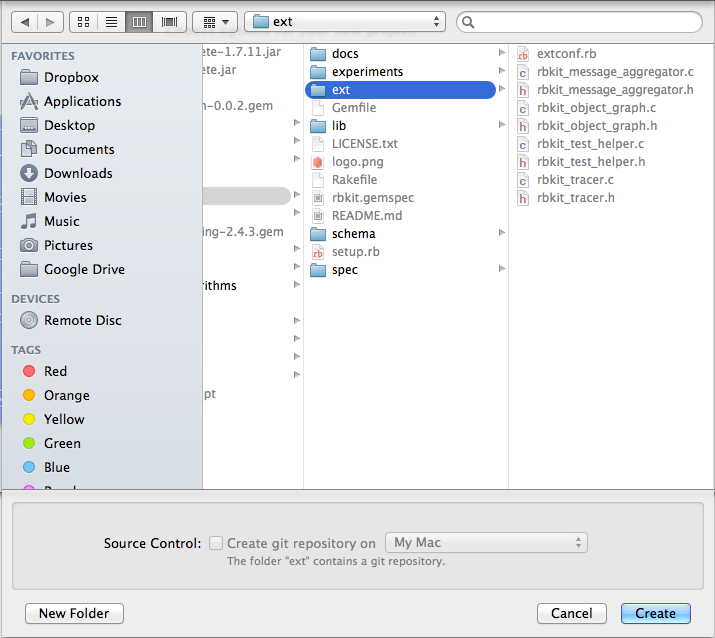 ext
FAVORITES
Dropbox
Applications
Desktop
Documents
Downloads
Movies
Music
Pictures
Google Drive
DEVICES
Remote Disc
TAGS
Red
Orange
Yellow
Green
Blue
ete-1.7.11.jar
ete.jar
n-0.0.2.gem
ing-2.4.3.gem
rithms
pt
docs
experiments
ext
Gemfile
lib
LICENSE.txt
logo.png
Rakefile
rbkit.gemspec
README.md
schema
setup.rb
spec
extconf.rb
rbkit_message_aggregator.c
rbkit_message_aggregator.h
rbkit_object_graph.c
rbkit_object_graph.h
rbkit_test_helper.c
rbkit_test_helper.h
rbkit_tracer.c
rbkit_tracer.h
Source Control: Create git repository on My Mac
The folder "ext" contains a git repository.
New Folder Cancel Create